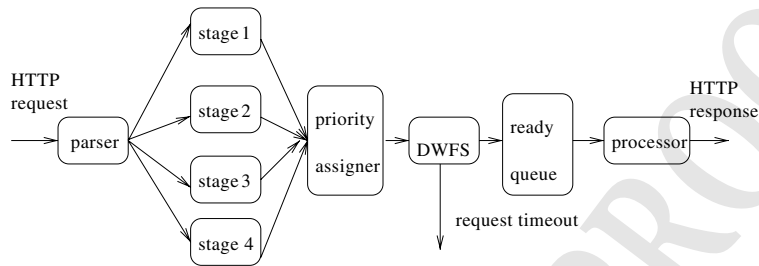 HTTP
request
parser
stage 1
stage 2
stage 3
stage 4
priority
assigner
DWFS
request timeout
ready
queue
processor
HTTP
response
PROO